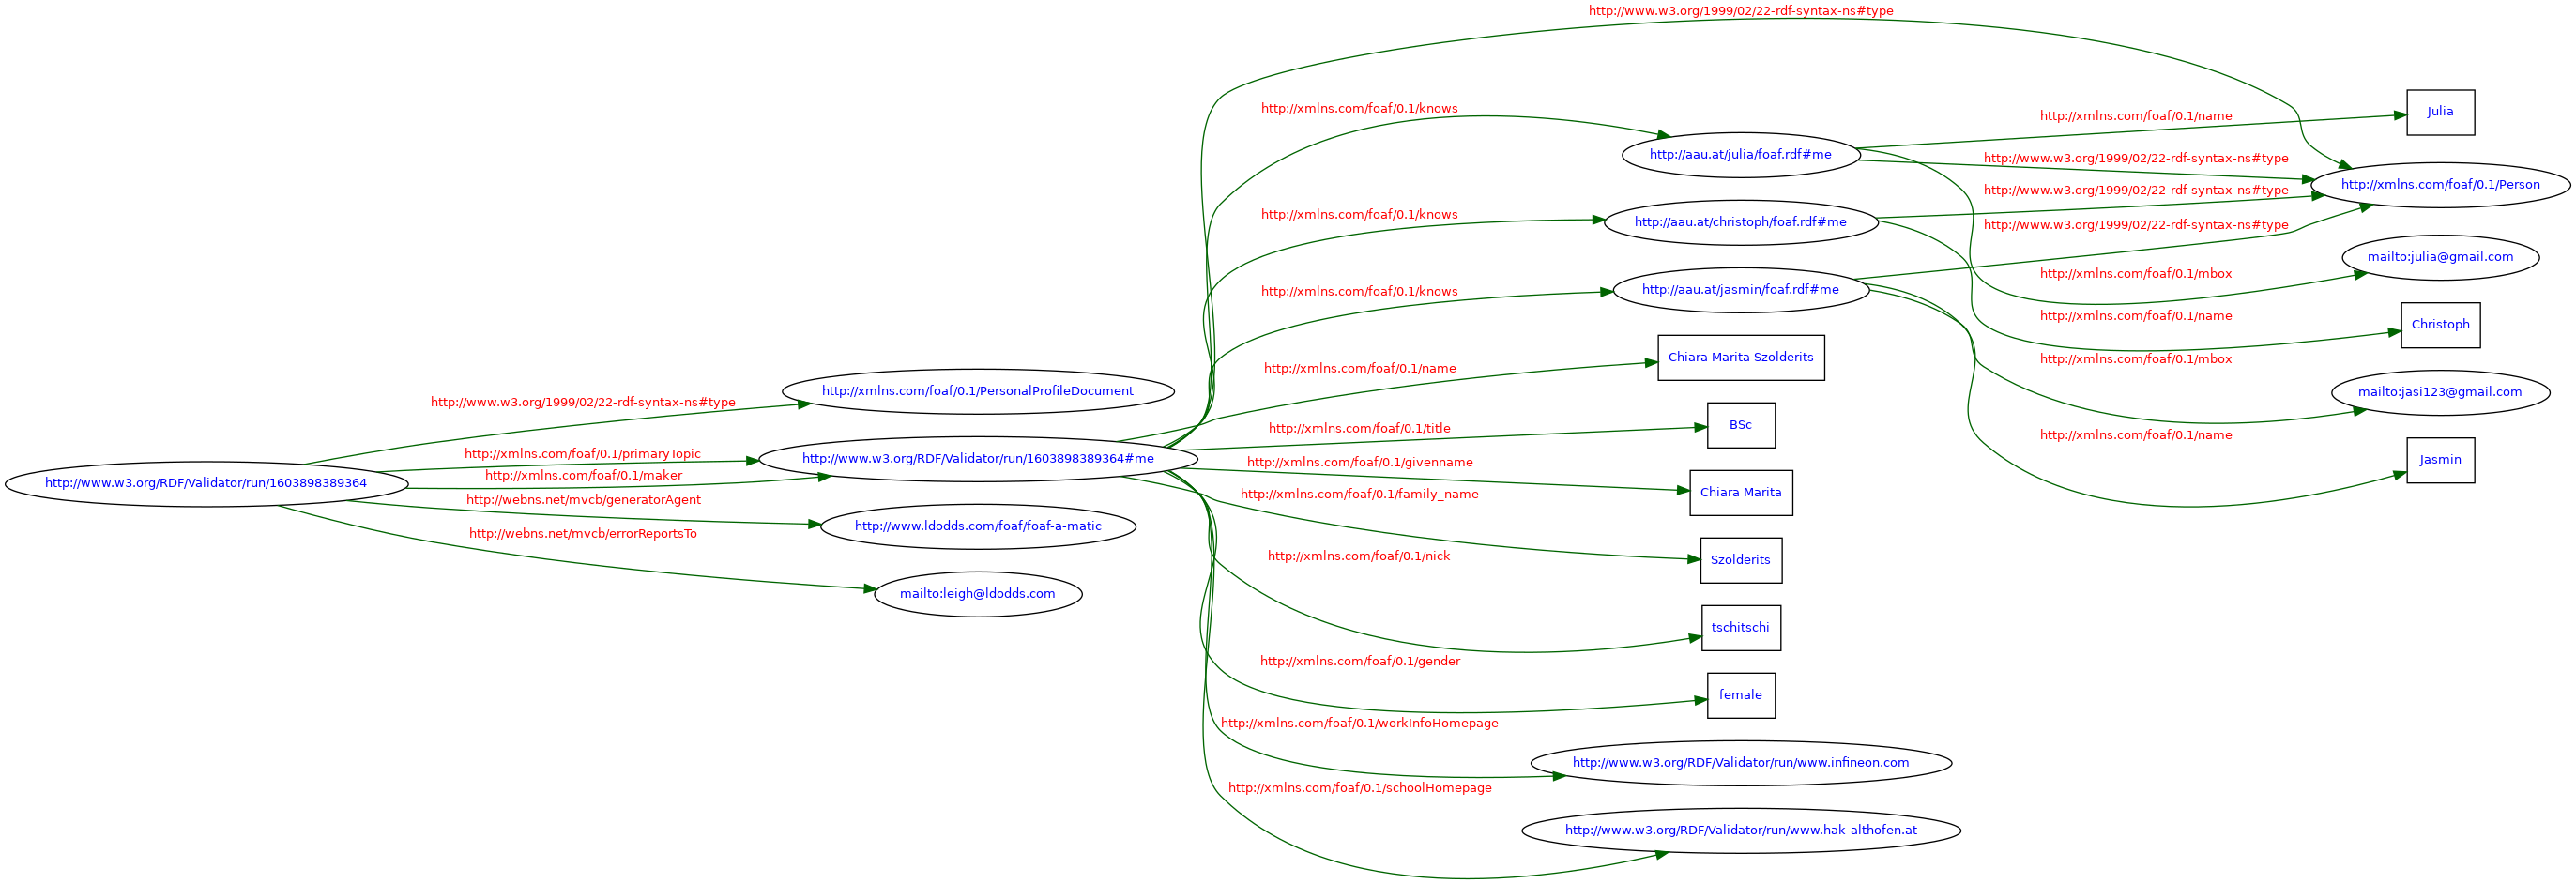 http://www.w3.org/1999/02/22-rdf-syntax-ns#type
http://xmlns.com/foaf/0.1/knows
http://xmlns.com/foaf/0.1/name
Julia
http://aau.at/julia/foaf.rdf#me
http://www.w3.org/1999/02/22-rdf-syntax-ns#type
http://xmlns.com/foaf/0.1/Person
http://www.w3.org/1999/02/22-rdf-syntax-ns#type
http://xmlns.com/foaf/0.1/knows
http://aau.at/christoph/foaf.rdf#me
http://www.w3.org/1999/02/22-rdf-syntax-ns#type
mailto:julia@gmail.com
http://xmlns.com/foaf/0.1/mbox
http://xmlns.com/foaf/0.1/knows
http://aau.at/jasmin/foaf.rdf#me
http://xmlns.com/foaf/0.1/name
Christoph
http://xmlns.com/foaf/0.1/name
Chiara Marita Szolderits
http://xmlns.com/foaf/0.1/mbox
mailto:jasi123@gmail.com
http://www.w3.org/1999/02/22-rdf-syntax-ns#type
http://xmlns.com/foaf/0.1/PersonalProfileDocument
http://xmlns.com/foaf/0.1/title
BSc
http://xmlns.com/foaf/0.1/name
Jasmin
http://xmlns.com/foaf/0.1/primaryTopic
http://www.w3.org/RDF/Validator/run/1603898389364#me
http://xmlns.com/foaf/0.1/givenname
http://www.w3.org/RDF/Validator/run/1603898389364
http://xmlns.com/foaf/0.1/maker
http://xmlns.com/foaf/0.1/family_name
Chiara Marita
http://webns.net/mvcb/generatorAgent
http://www.ldodds.com/foaf/foaf-a-matic
http://webns.net/mvcb/errorReportsTo
http://xmlns.com/foaf/0.1/nick
Szolderits
mailto:leigh@ldodds.com
tschitschi
http://xmlns.com/foaf/0.1/gender
female
http://xmlns.com/foaf/0.1/workInfoHomepage
http://www.w3.org/RDF/Validator/run/www.infineon.com
http://xmlns.com/foaf/0.1/schoolHomepage
http://www.w3.org/RDF/Validator/run/www.hak-althofen.at